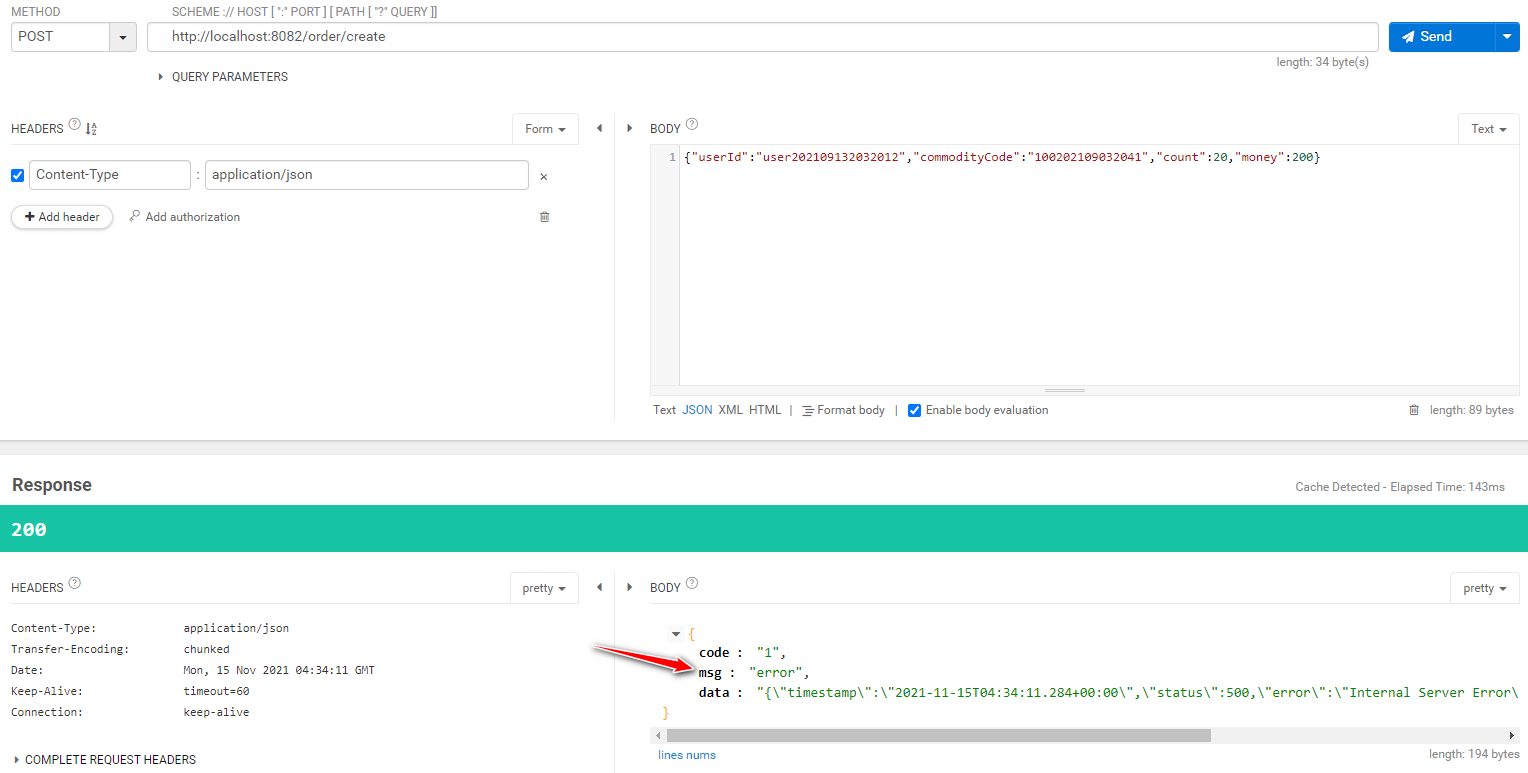 METHOD
SCHEME :// HOST [ ":" PORT ] [ PATH [ "?" QUERY ]]
POST
http://localhost:8082/order/create
Send
length: 34 byte(s)
QUERY PARAMETERS
HEADERS ? A Z
Form
BODY ?
Text
Content-Type : application/json ×
1 {"userId":"user202109132032012","commodityCode":"100202109032041","count":20,"money":200}
+ Add header
Add authorization
Text JSON XML HTML | Format body | Enable body evaluation
length: 89 bytes
Response
Cache Detected - Elapsed Time: 143ms
200
HEADERS ?
pretty
BODY ?
pretty
Content-Type: application/json
Transfer-Encoding: chunked
Date: Mon, 15 Nov 2021 04:34:11 GMT
Keep-Alive: timeout=60
Connection: keep-alive
{
code : "1",
msg : "error",
data : "{\"timestamp\":\"2021-11-15T04:34:11.284+00:00\",\"status\":500,\"error\":\"Internal Server Error\
}
lines nums
length: 194 bytes
COMPLETE REQUEST HEADERS